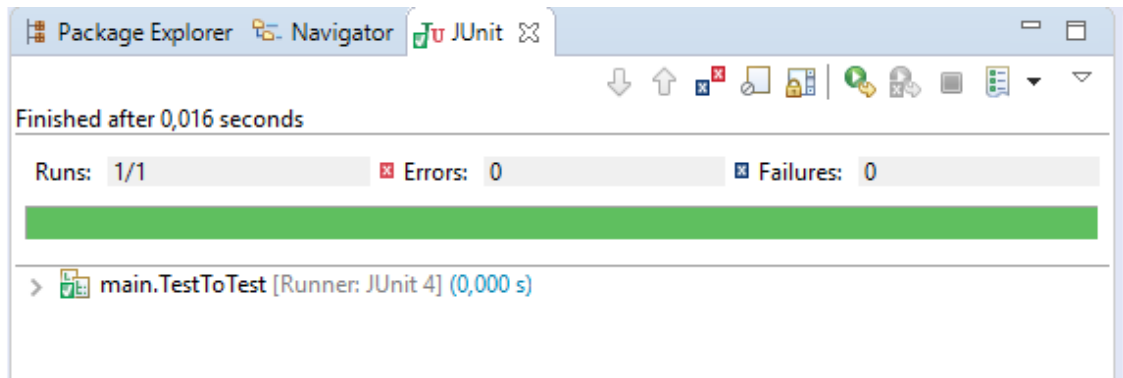 Package Explorer Navigator JUnit
Finished after 0,016 seconds
Runs: 1/1 Errors: 0 Failures: 0
main.TestToTest [Runner: JUnit 4] (0,000 s)